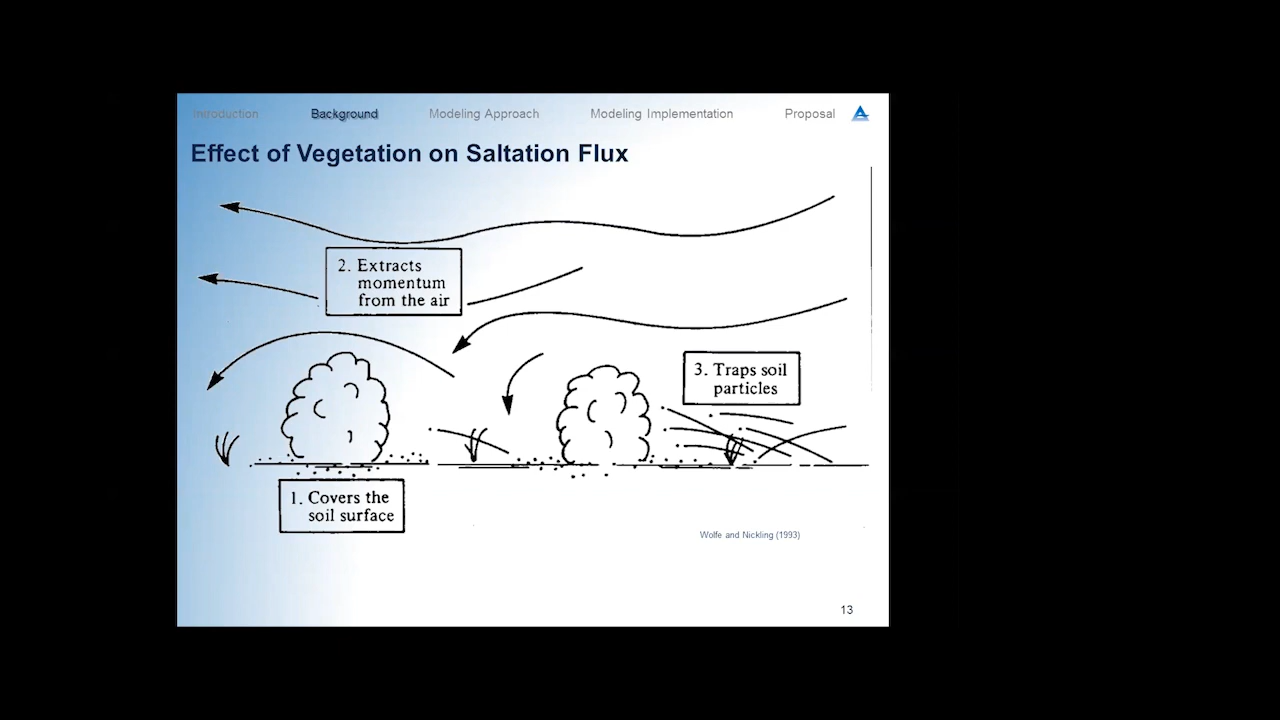 Introduction Background Modeling Approach Modeling Implementation Proposal
Effect of Vegetation on Saltation Flux
2. Extracts
momentum
from the air
3. Traps soil
particles
1. Covers the
soil surface
Wolfe and Nickling (1993)
13